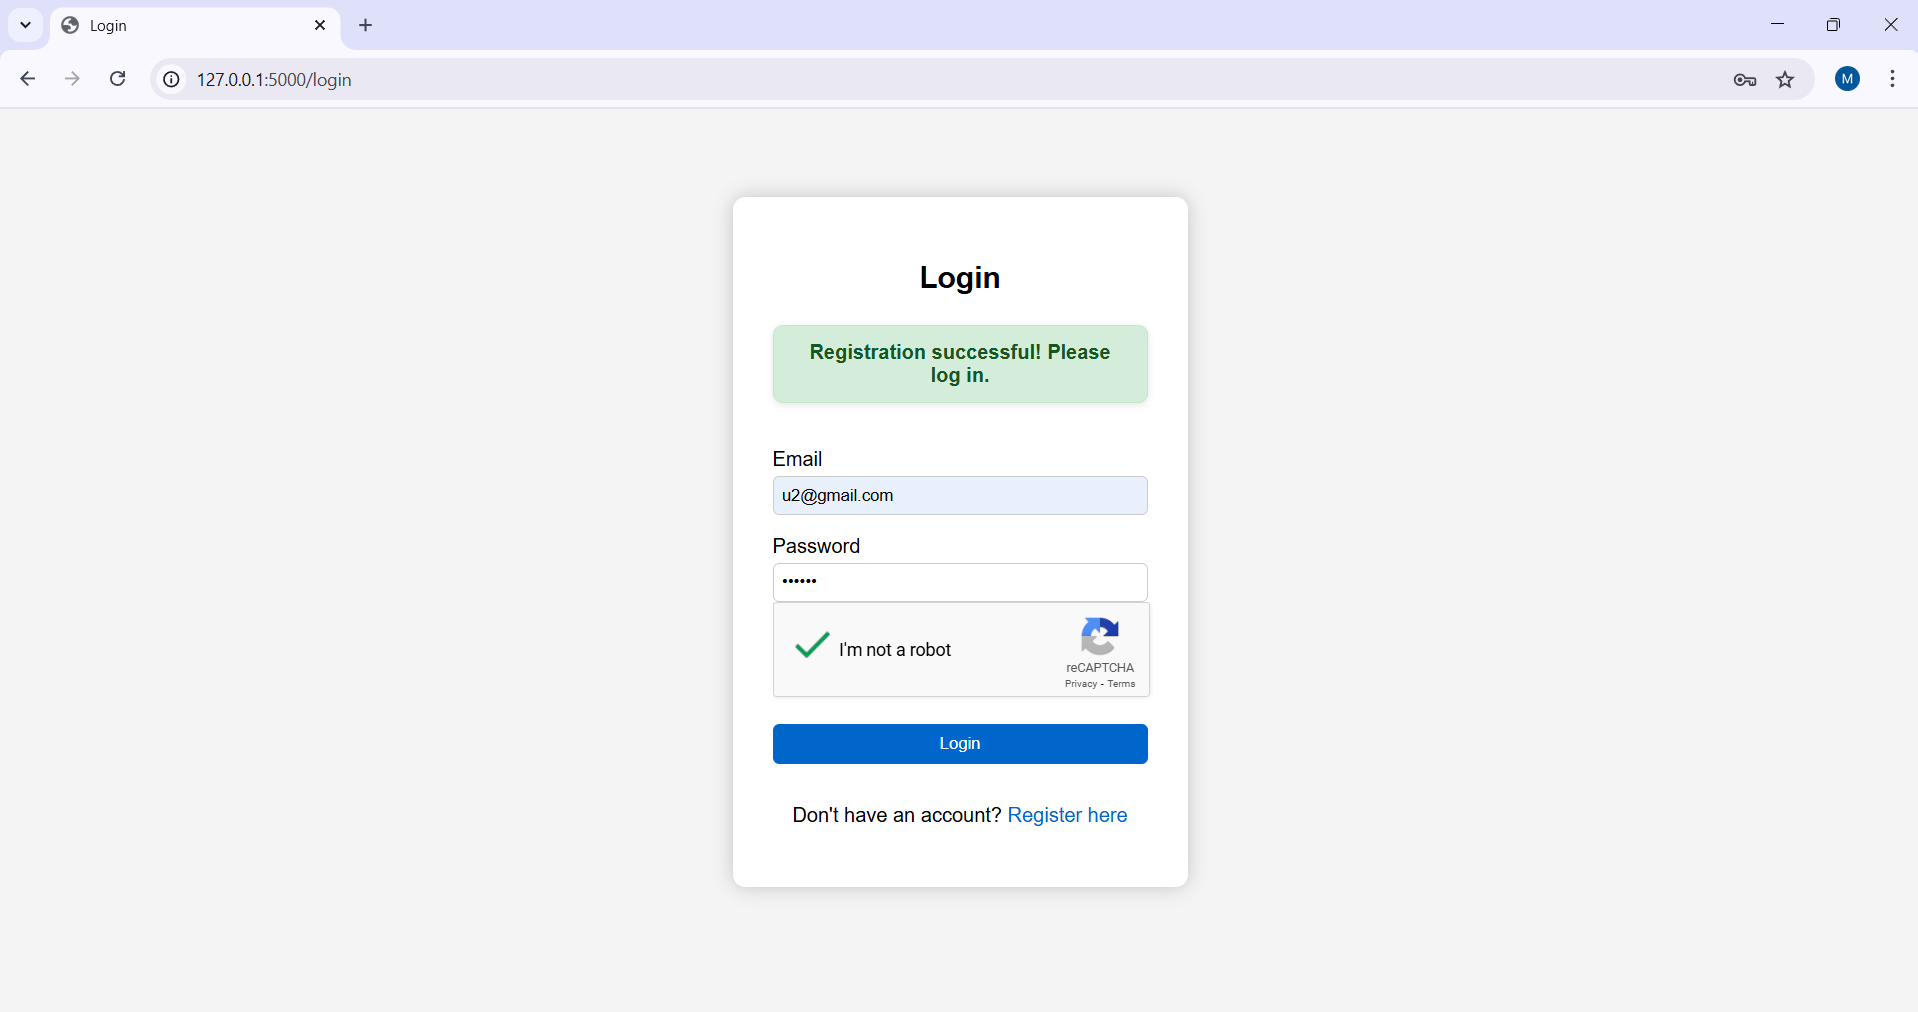 Login
127.0.0.1:5000/login
M
Login
Registration successful! Please
log in.
Email
u2@gmail.com
Password
••••••
I'm not a robot
reCAPTCHA
Privacy - Terms
Login
Don't have an account? Register here